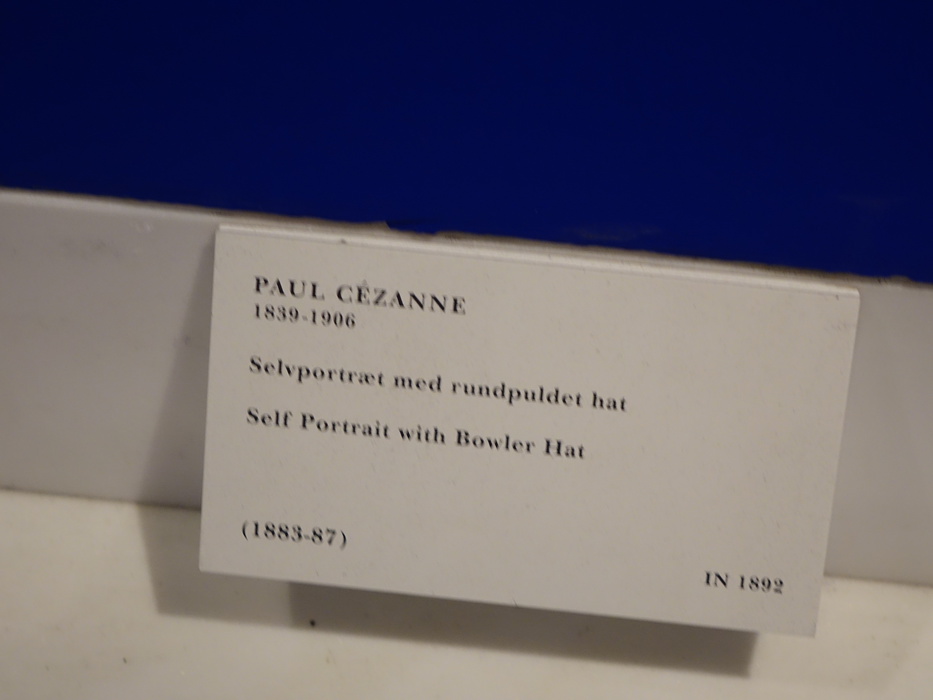 PAUL CÉZANNE
1839-1906
Selvportræt med rundpuldet hat
Self Portrait with Bowler Hat
(1883-87)
IN 1892